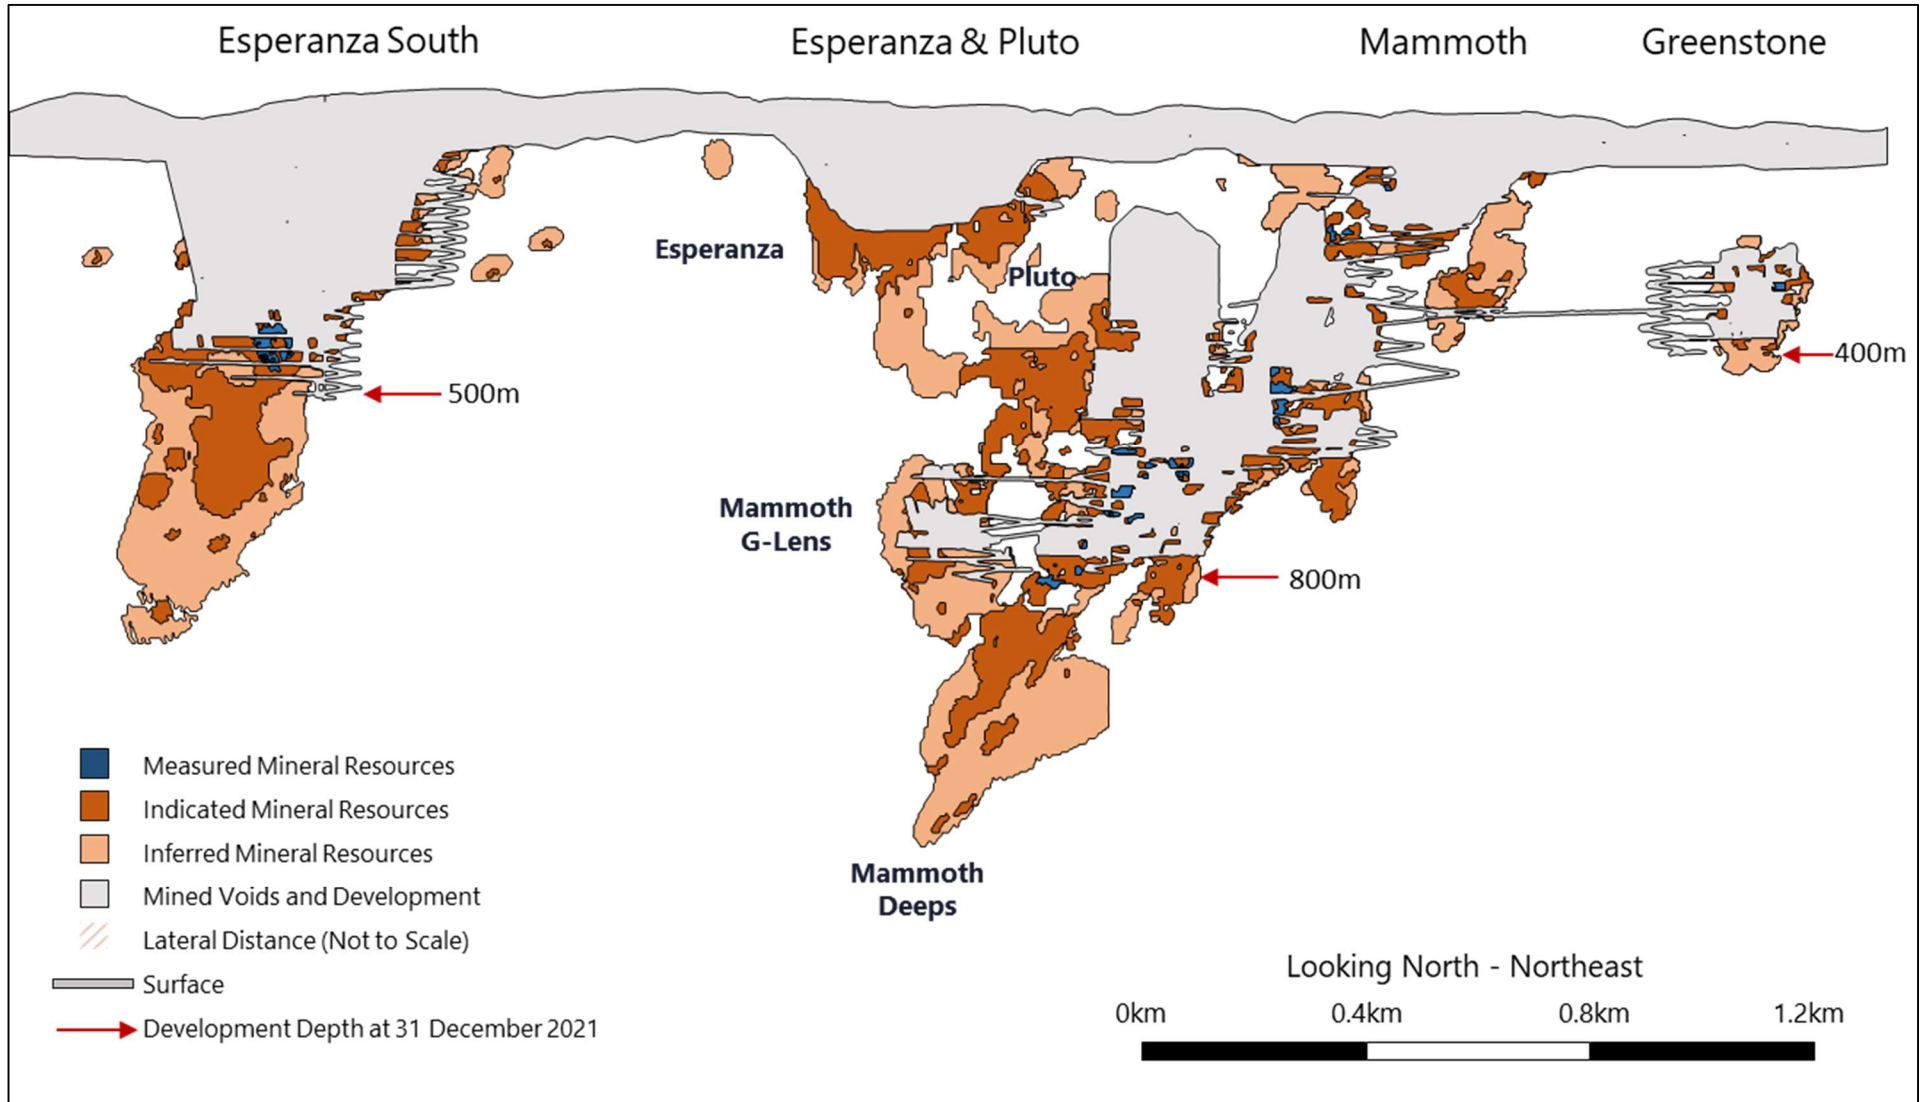 Esperanza South
Esperanza & Pluto
Mammoth
Greenstone
Esperanza
Pluto
400m
500m
Mammoth
G-Lens
800m
Mammoth
Deeps
Measured Mineral Resources
Indicated Mineral Resources
Inferred Mineral Resources
Mined Voids and Development
Lateral Distance (Not to Scale)
Surface
Development Depth at 31 December 2021
Looking North - Northeast
0km 0.4km 0.8km 1.2km